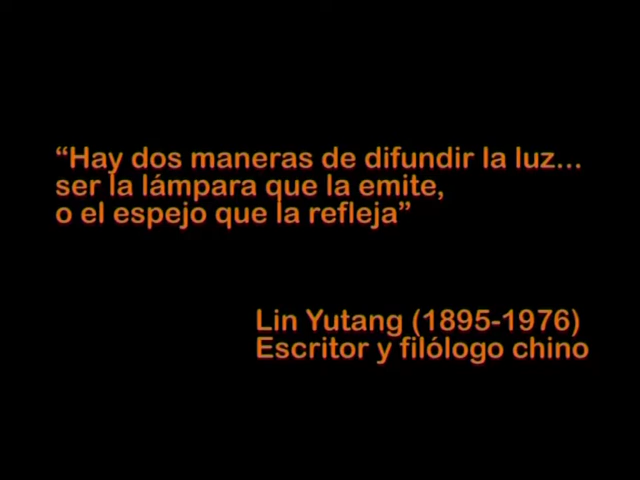 “Hay dos maneras de difundir la luz...
ser la lámpara que la emite,
o el espejo que la refleja”
Lin Yutang (1895-1976)
Escritor y filólogo chino